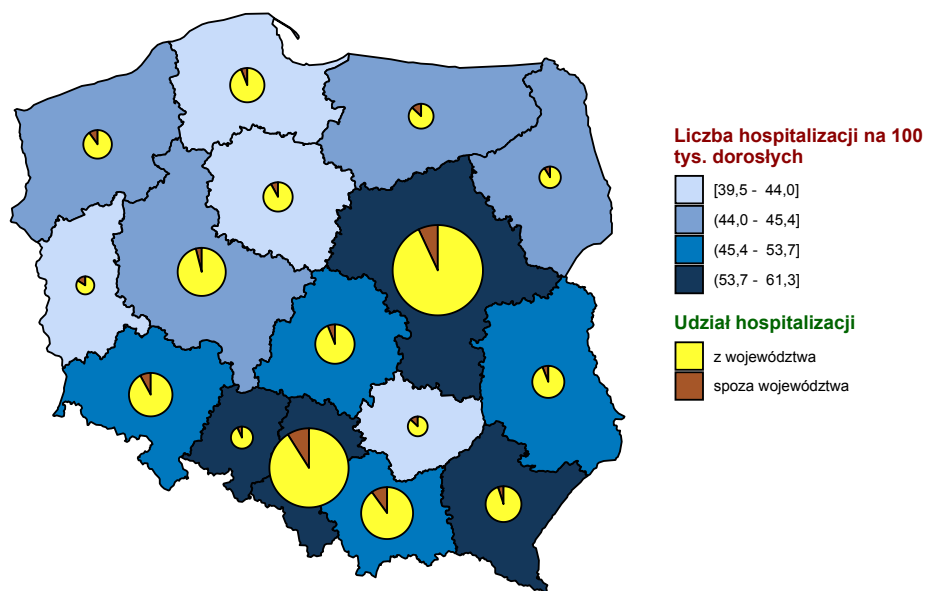 Liczba hospitalizacji na 100
tys. dorosłych
[39,5 - 44,0]
(44,0 - 45,4]
(45,4 - 53,7]
(53,7 - 61,3]
Udział hospitalizacji
z województwa
spoza województwa